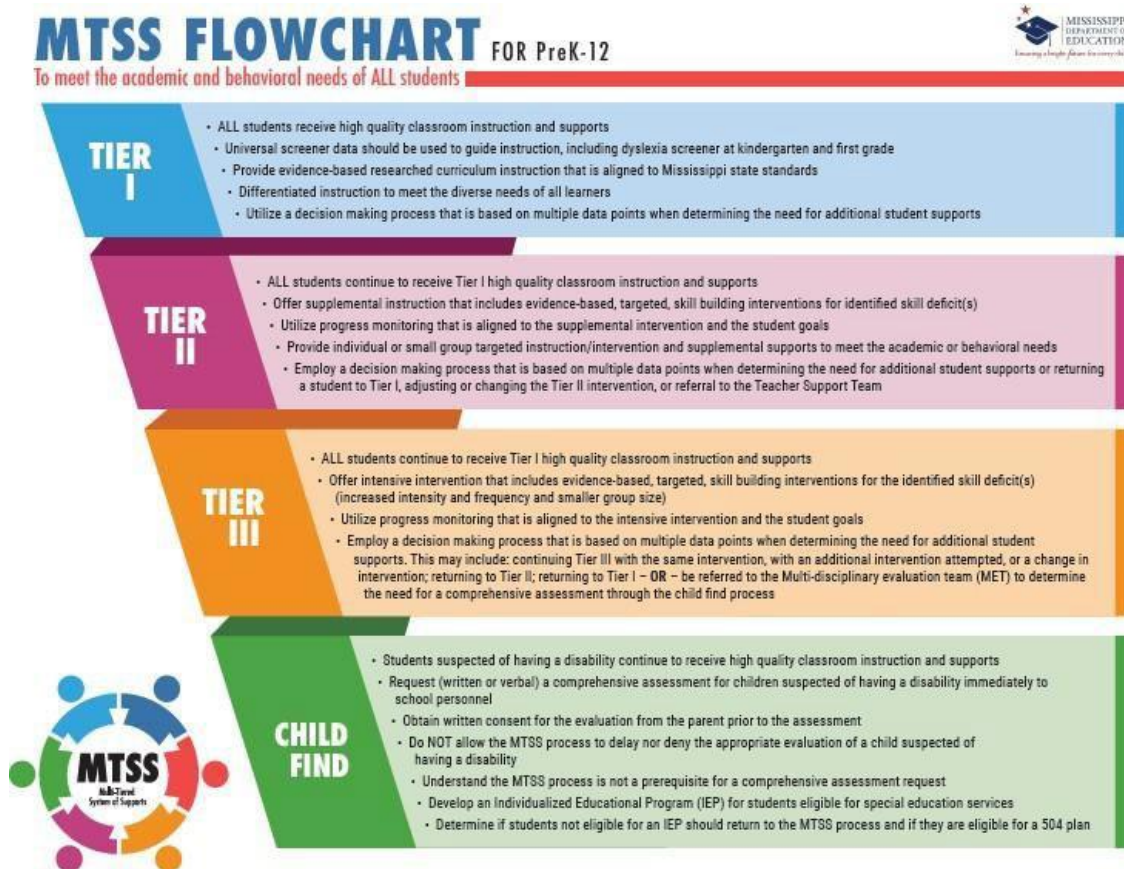 MTSS FLOWCHART FOR PreK-12
To meet the academic and behavioral needs of ALL students
MISSISSIPPI
DEPARTMENT OF
EDUCATION
Ensuring a bright future for every child
TIER
I
• ALL students receive high quality classroom instruction and supports
• Universal screener data should be used to guide instruction, including dyslexia screener at kindergarten and first grade
• Provide evidence-based researched curriculum instruction that is aligned to Mississippi state standards
• Differentiated instruction to meet the diverse needs of all learners
• Utilize a decision making process that is based on multiple data points when determining the need for additional student supports
TIER
II
• ALL students continue to receive Tier I high quality classroom instruction and supports
• Offer supplemental instruction that includes evidence-based, targeted, skill building interventions for identified skill deficit(s)
• Utilize progress monitoring that is aligned to the supplemental intervention and the student goals
• Provide individual or small group targeted instruction/intervention and supplemental supports to meet the academic or behavioral needs
• Employ a decision making process that is based on multiple data points when determining the need for additional student supports or returning
a student to Tier I, adjusting or changing the Tier II intervention, or referral to the Teacher Support Team
TIER
III
• ALL students continue to receive Tier I high quality classroom instruction and supports
• Offer intensive intervention that includes evidence-based, targeted, skill building interventions for the identified skill deficit(s)
(increased intensity and frequency and smaller group size)
• Utilize progress monitoring that is aligned to the intensive intervention and the student goals
• Employ a decision making process that is based on multiple data points when determining the need for additional student
supports. This may include: continuing Tier III with the same intervention, with an additional intervention attempted, or a change in
intervention; returning to Tier II; returning to Tier I – OR – be referred to the Multi-disciplinary evaluation team (MET) to determine
the need for a comprehensive assessment through the child find process
CHILD
FIND
• Students suspected of having a disability continue to receive high quality classroom instruction and supports
• Request (written or verbal) a comprehensive assessment for children suspected of having a disability immediately to
school personnel
• Obtain written consent for the evaluation from the parent prior to the assessment
• Do NOT allow the MTSS process to delay nor deny the appropriate evaluation of a child suspected of
having a disability
• Understand the MTSS process is not a prerequisite for a comprehensive assessment request
• Develop an Individualized Educational Program (IEP) for students eligible for special education services
• Determine if students not eligible for an IEP should return to the MTSS process and if they are eligible for a 504 plan
MTSS
Multi-Tiered
System of Supports